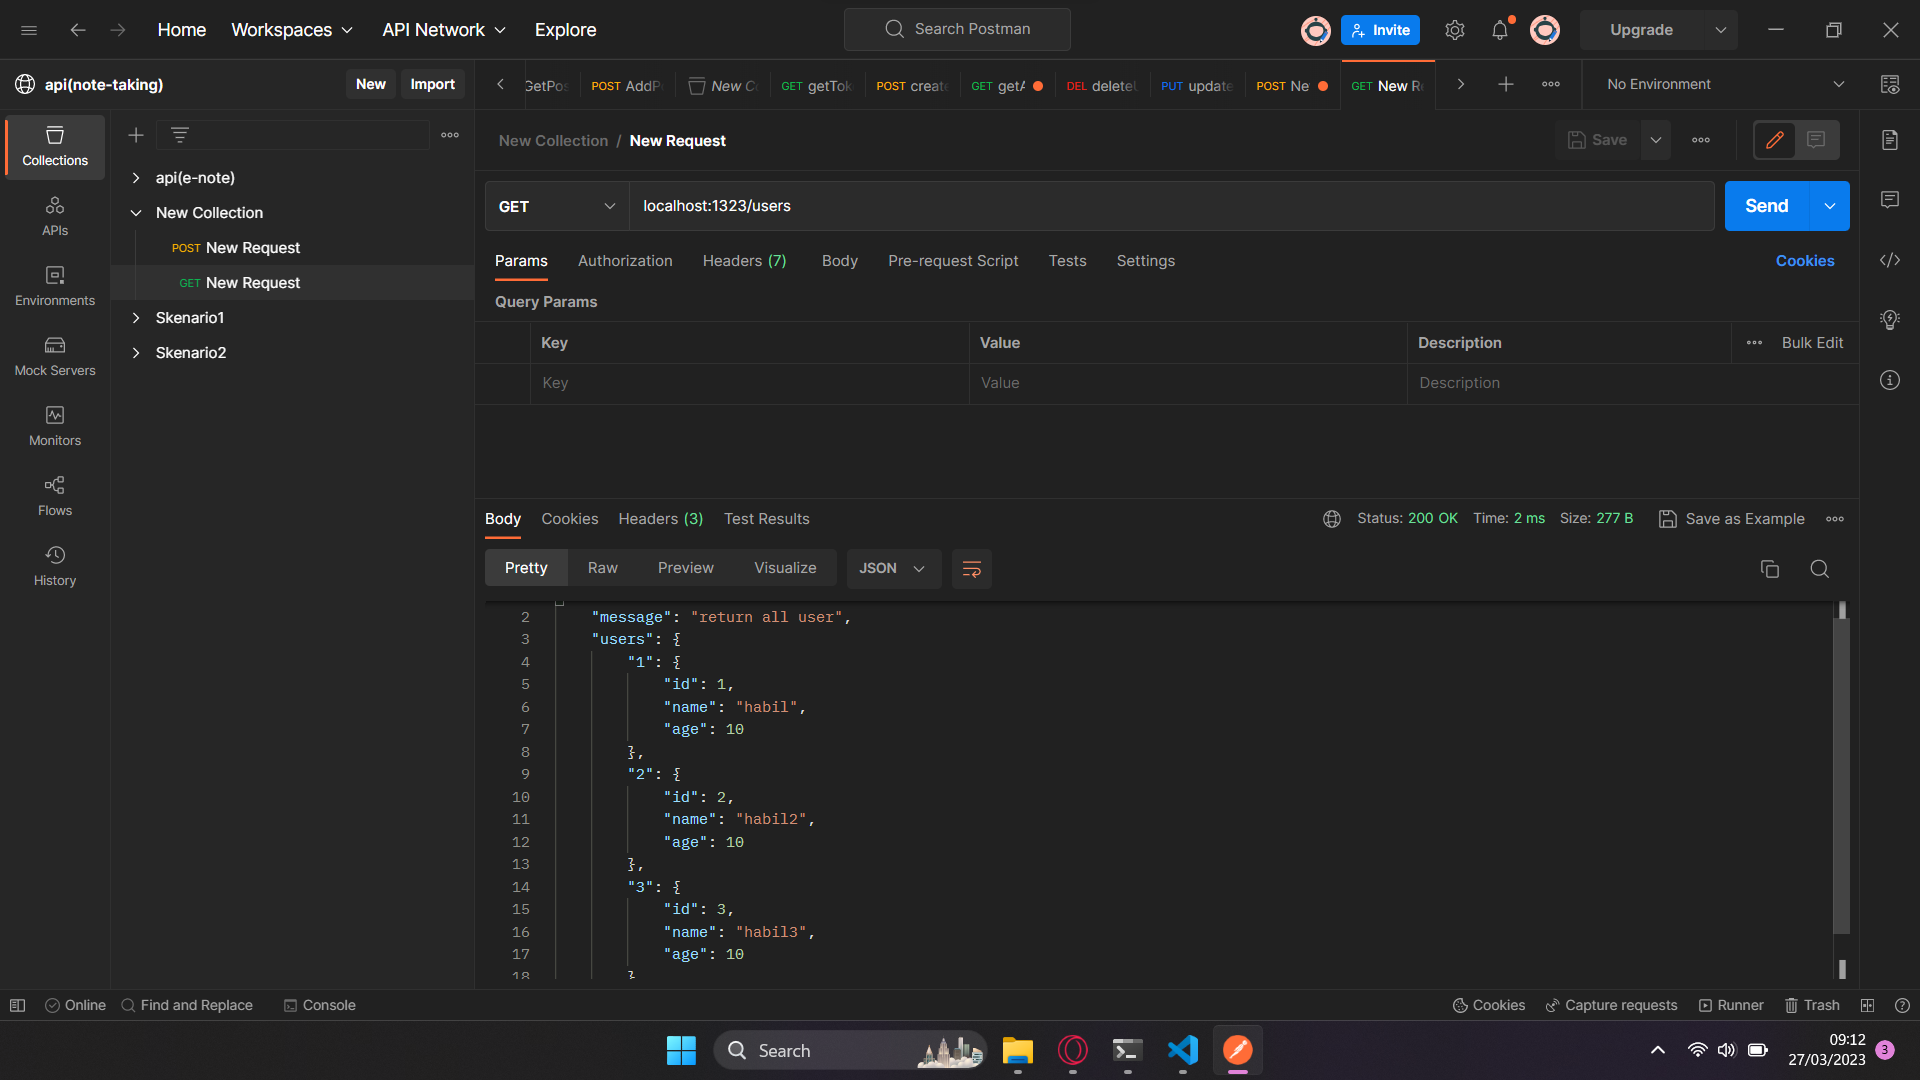 Home Workspaces API Network Explore Search Postman Invite Upgrade
api(note-taking) New Import GetPos POST AddP New Co GET getTok POST create GET getA DEL deleteU PUT update POST Ne GET New Re No Environment
Collections
APIs
Environments
Mock Servers
Monitors
Flows
History
api(e-note)
New Collection
POST New Request
GET New Request
Skenario1
Skenario2
New Collection / New Request Save
GET localhost:1323/users Send
Params Authorization Headers (7) Body Pre-request Script Tests Settings Cookies
Query Params
Key Value Description Bulk Edit
Key Value Description
Body Cookies Headers (3) Test Results Status: 200 OK Time: 2 ms Size: 277 B Save as Example
Pretty Raw Preview Visualize JSON
2 "message": "return all user",
3 "users": {
4 "1": {
5 "id": 1,
6 "name": "habil",
7 "age": 10
8 },
9 "2": {
10 "id": 2,
11 "name": "habil2",
12 "age": 10
13 },
14 "3": {
15 "id": 3,
16 "name": "habil3",
17 "age": 10
18 }
Online Find and Replace Console Cookies Capture requests Runner Trash
Search 09:12
27/03/2023 3